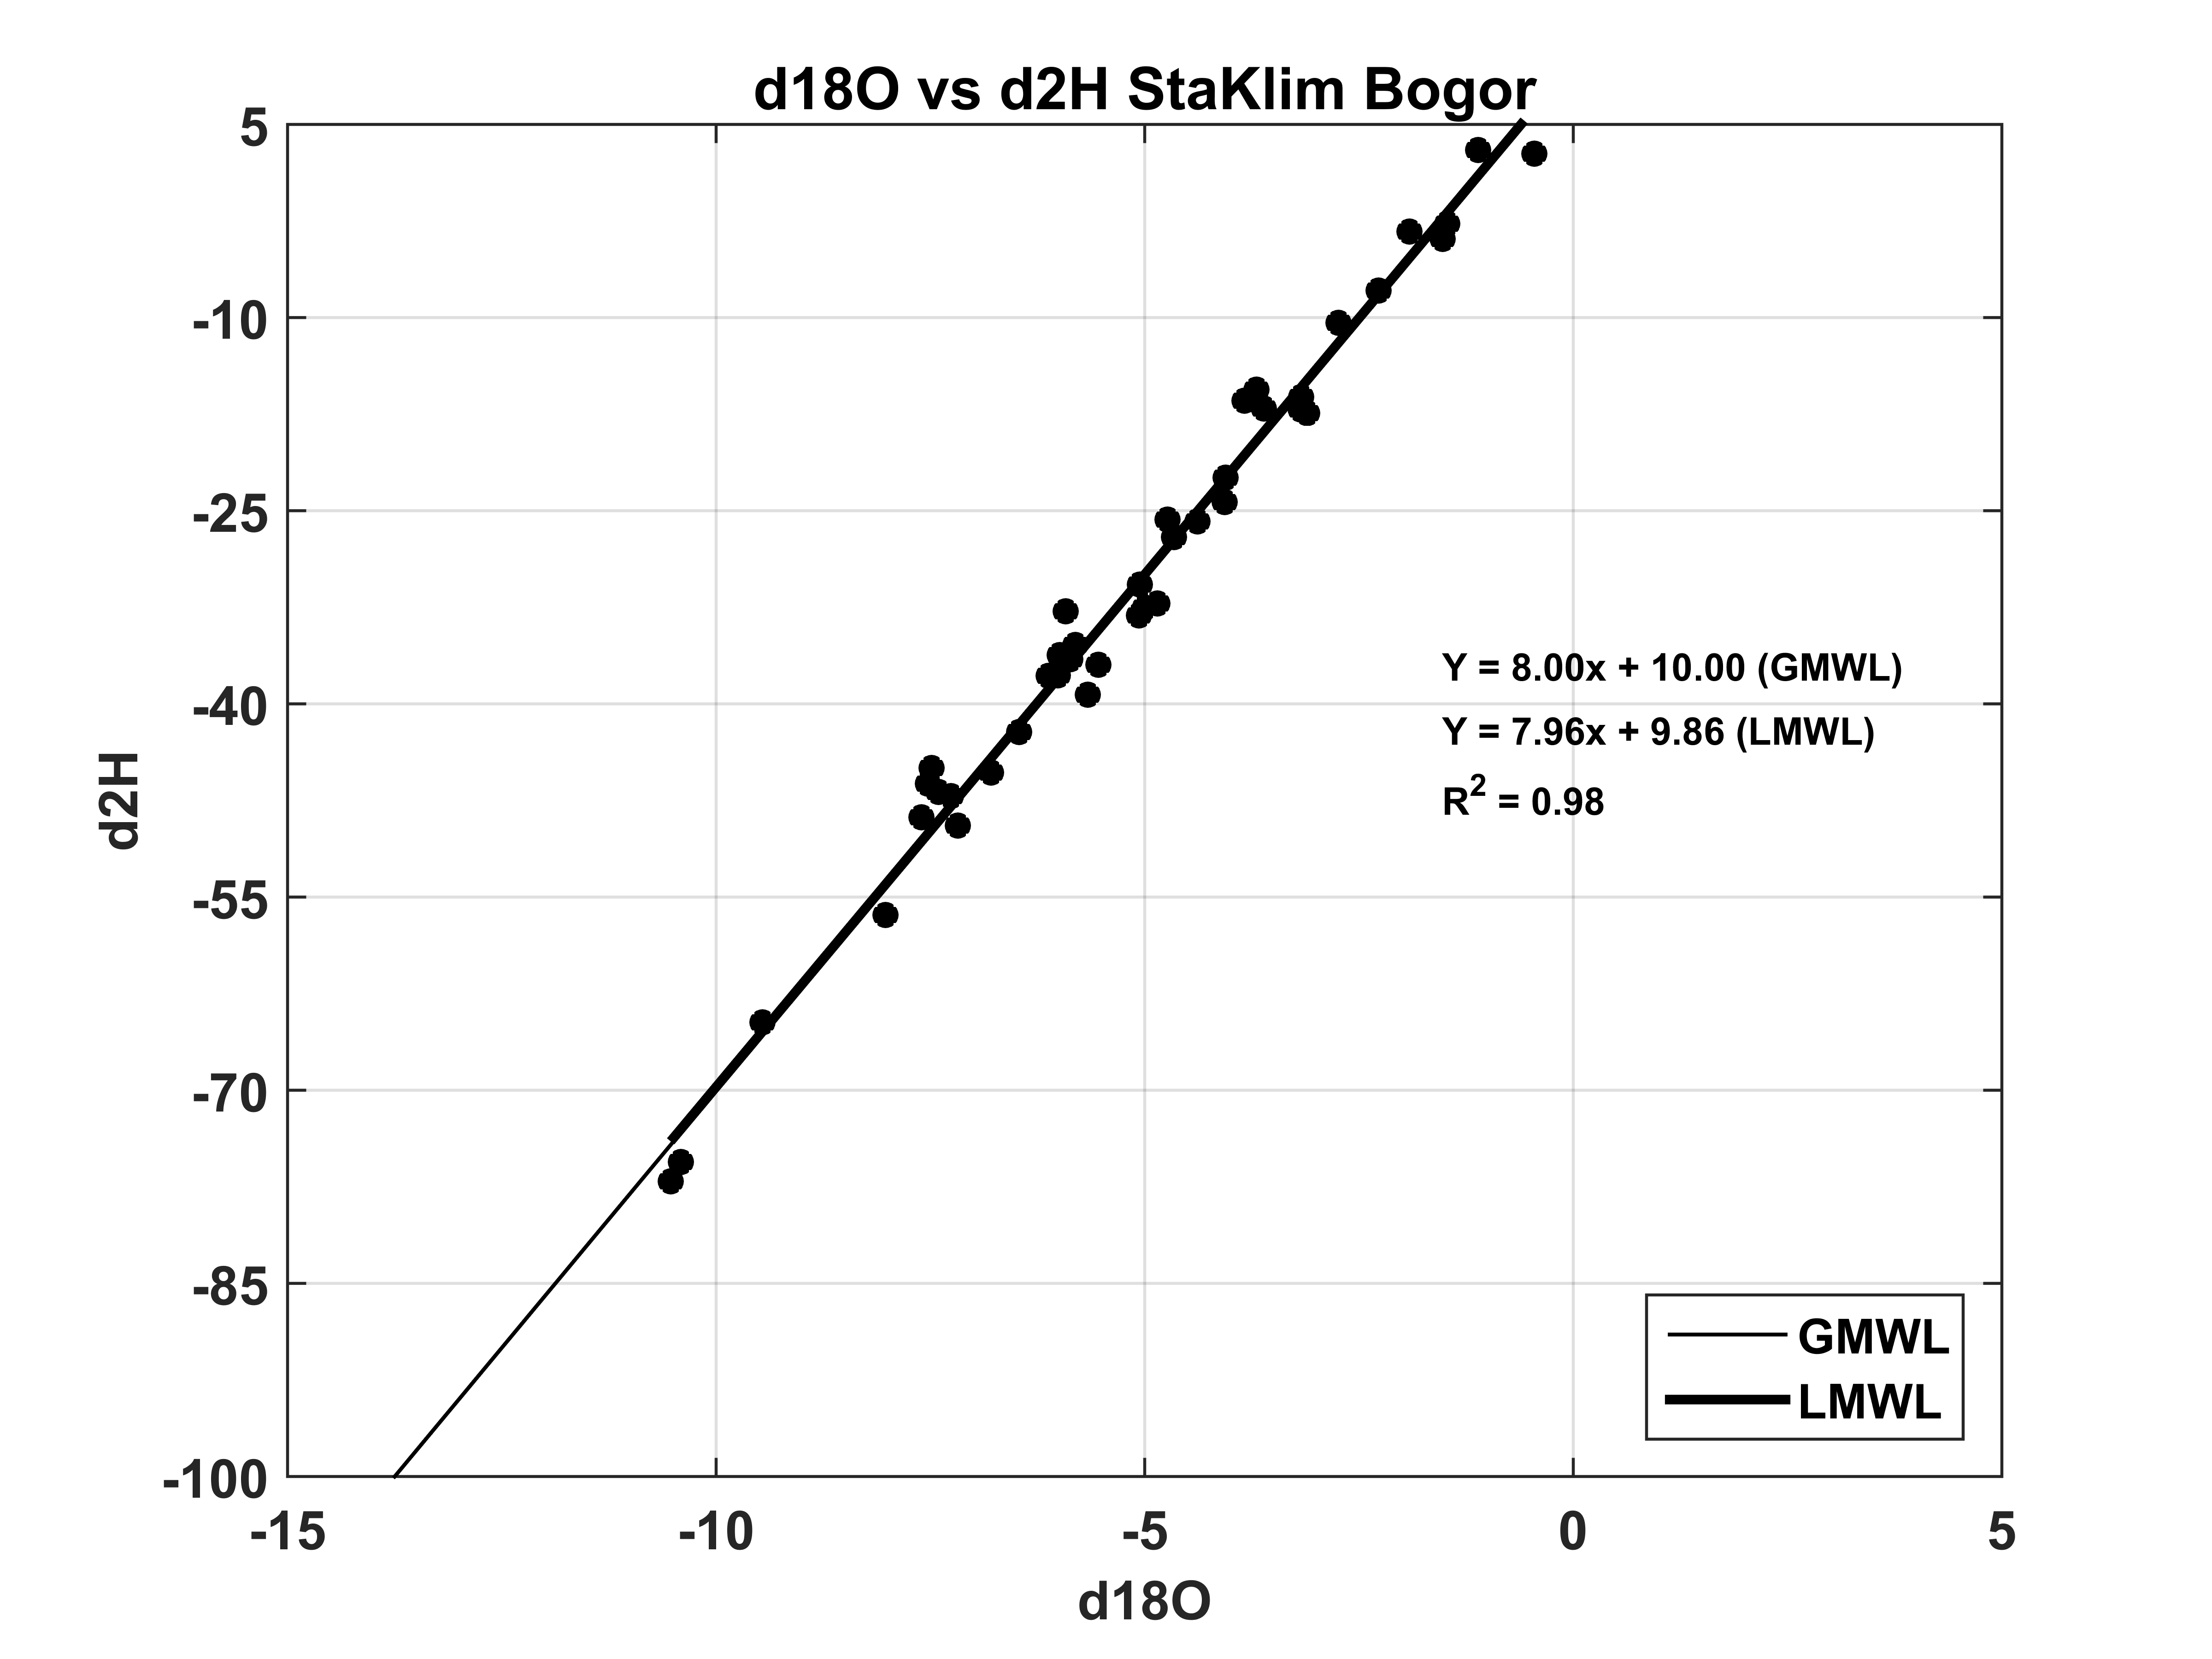 d18O vs d2H StaKlim Bogor
5
-10
-25
-40
-55
-70
-85
-100
d2H
Y = 8.00x + 10.00 (GMWL)
Y = 7.96x + 9.86 (LMWL)
R² = 0.98
GMWL
LMWL
-15 -10 -5 0 5
d18O